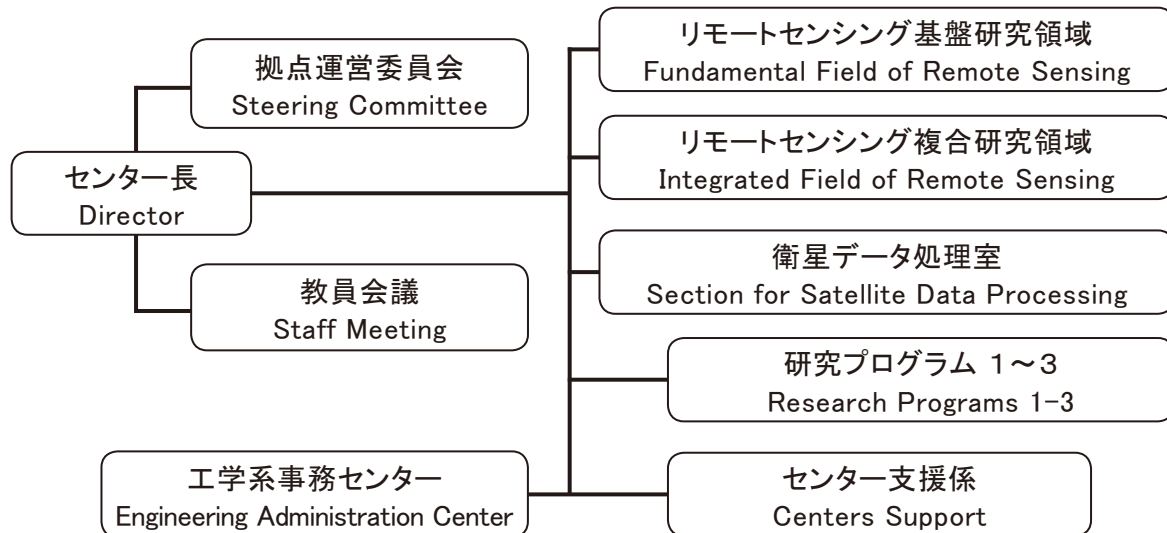 拠点運営委員会
Steering Committee
センター長
Director
教員会議
Staff Meeting
工学系事務センター
Engineering Administration Center
リモートセンシング基盤研究領域
Fundamental Field of Remote Sensing
リモートセンシング複合研究領域
Integrated Field of Remote Sensing
衛星データ処理室
Section for Satellite Data Processing
研究プログラム １～３
Research Programs 1-3
センター支援係
Centers Support